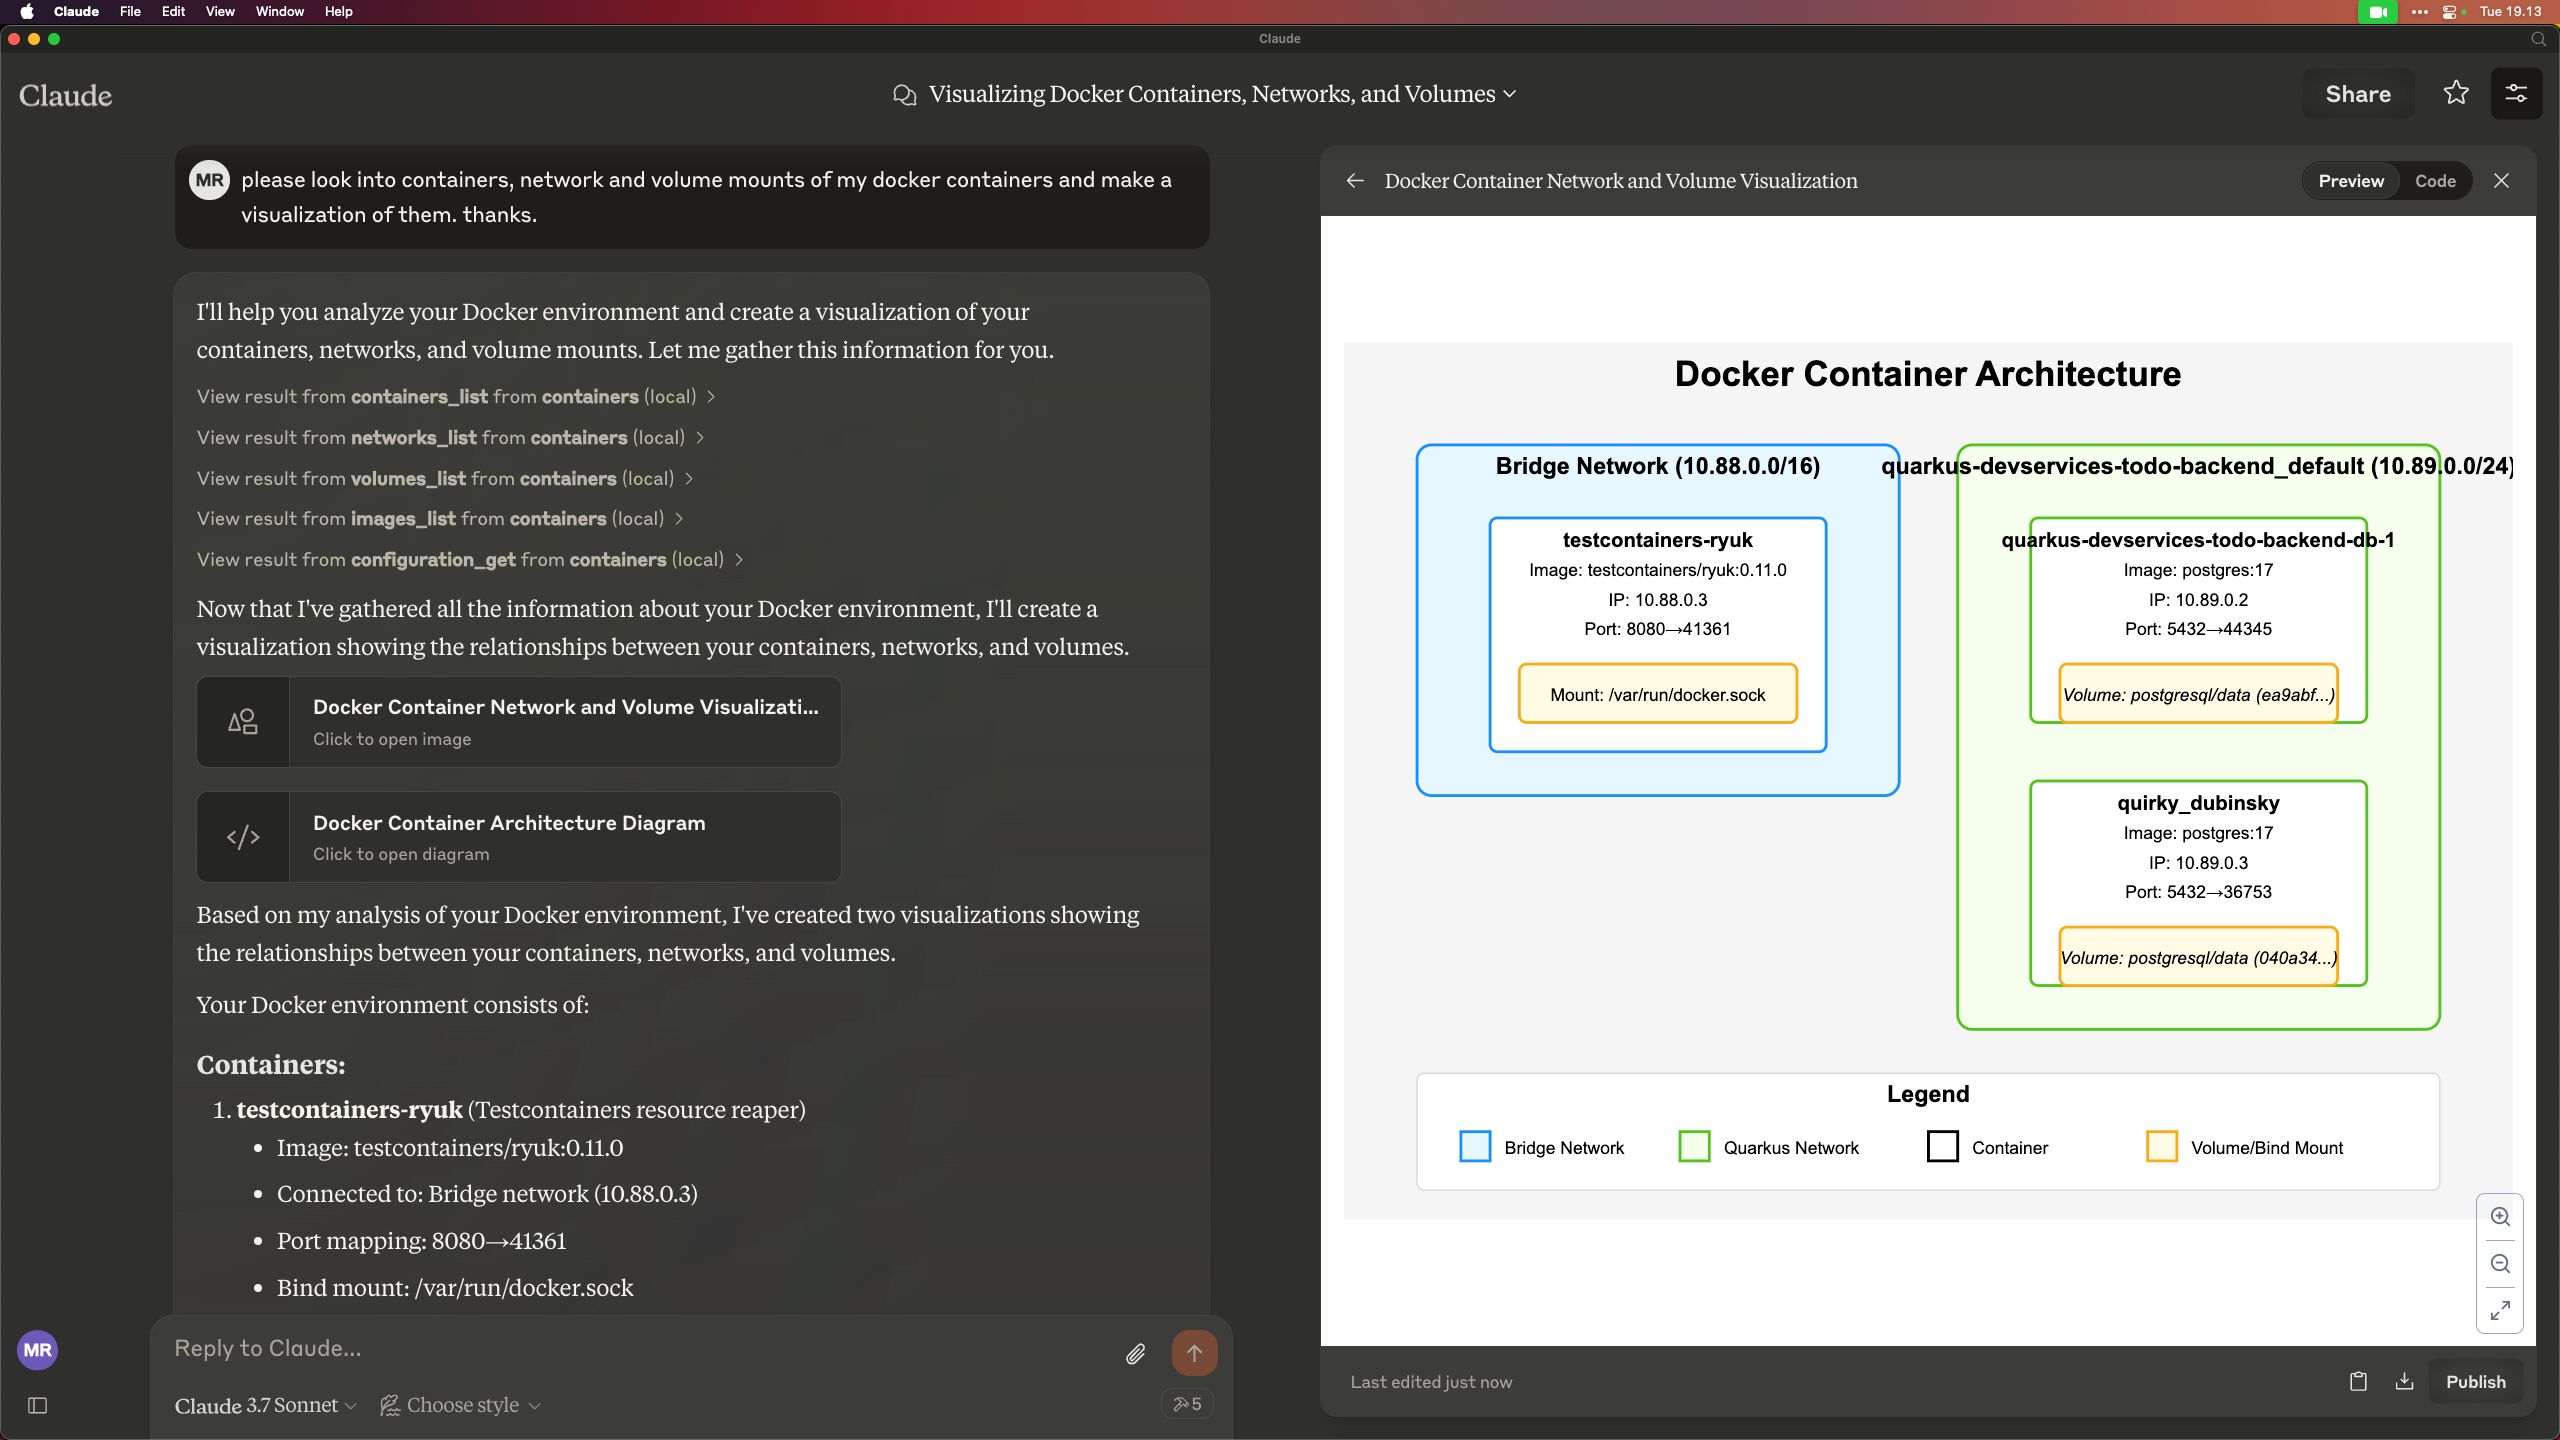 Claude File Edit View Window Help
Tue 19.13
Claude
Claude
Visualizing Docker Containers, Networks, and Volumes
Share
MR
please look into containers, network and volume mounts of my docker containers and make a
visualization of them. thanks.
I'll help you analyze your Docker environment and create a visualization of your
containers, networks, and volume mounts. Let me gather this information for you.
View result from containers_list from containers (local)
View result from networks_list from containers (local)
View result from volumes_list from containers (local)
View result from images_list from containers (local)
View result from configuration_get from containers (local)
Now that I've gathered all the information about your Docker environment, I'll create a
visualization showing the relationships between your containers, networks, and volumes.
Docker Container Network and Volume Visualizati...
Click to open image
Docker Container Architecture Diagram
Click to open diagram
Based on my analysis of your Docker environment, I've created two visualizations showing
the relationships between your containers, networks, and volumes.
Your Docker environment consists of:
Containers:
1. testcontainers-ryuk (Testcontainers resource reaper)
• Image: testcontainers/ryuk:0.11.0
• Connected to: Bridge network (10.88.0.3)
• Port mapping: 8080→41361
• Bind mount: /var/run/docker.sock
MR
Reply to Claude...
Claude 3.7 Sonnet
Choose style
5
Docker Container Network and Volume Visualization
Preview
Code
Docker Container Architecture
Bridge Network (10.88.0.0/16)
testcontainers-ryuk
Image: testcontainers/ryuk:0.11.0
IP: 10.88.0.3
Port: 8080→41361
Mount: /var/run/docker.sock
quarkus-devservices-todo-backend_default (10.89.0.0/24)
quarkus-devservices-todo-backend-db-1
Image: postgres:17
IP: 10.89.0.2
Port: 5432→44345
Volume: postgresql/data (ea9abf...)
quirky_dubinsky
Image: postgres:17
IP: 10.89.0.3
Port: 5432→36753
Volume: postgresql/data (040a34...)
Legend
Bridge Network
Quarkus Network
Container
Volume/Bind Mount
Last edited just now
Publish